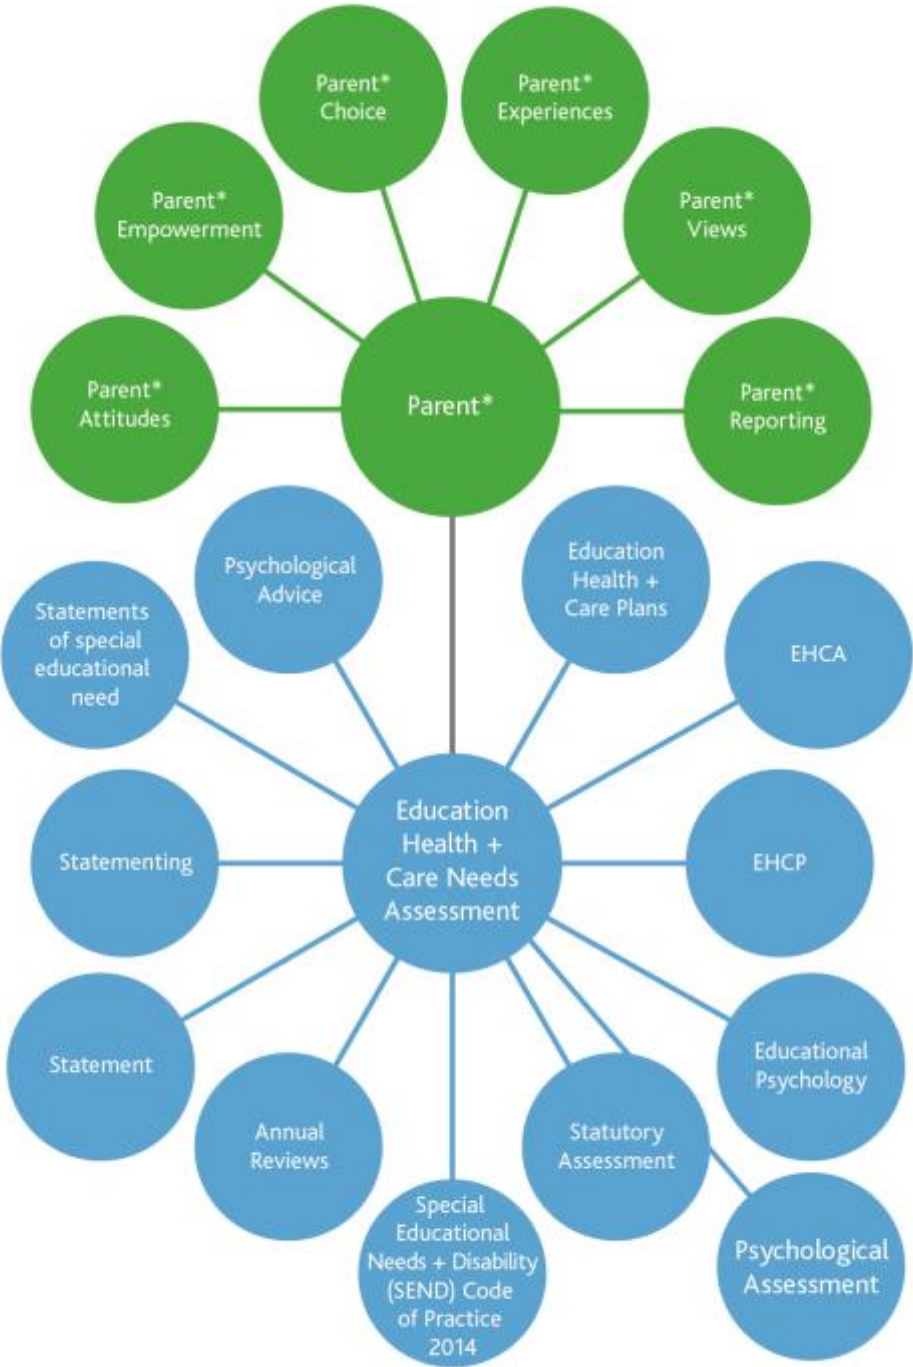 Parent*
Choice
Parent*
Experiences
Parent*
Empowerment
Parent*
Views
Parent*
Attitudes
Parent*
Parent*
Reporting
Psychological
Advice
Education
Health +
Care Plans
Statements
of special
educational
need
EHCA
Statementing
Education
Health +
Care Needs
Assessment
EHCP
Statement
Educational
Psychology
Annual
Reviews
Statutory
Assessment
Special
Educational
Needs + Disability
(SEND) Code
of Practice
2014
Psychological
Assessment